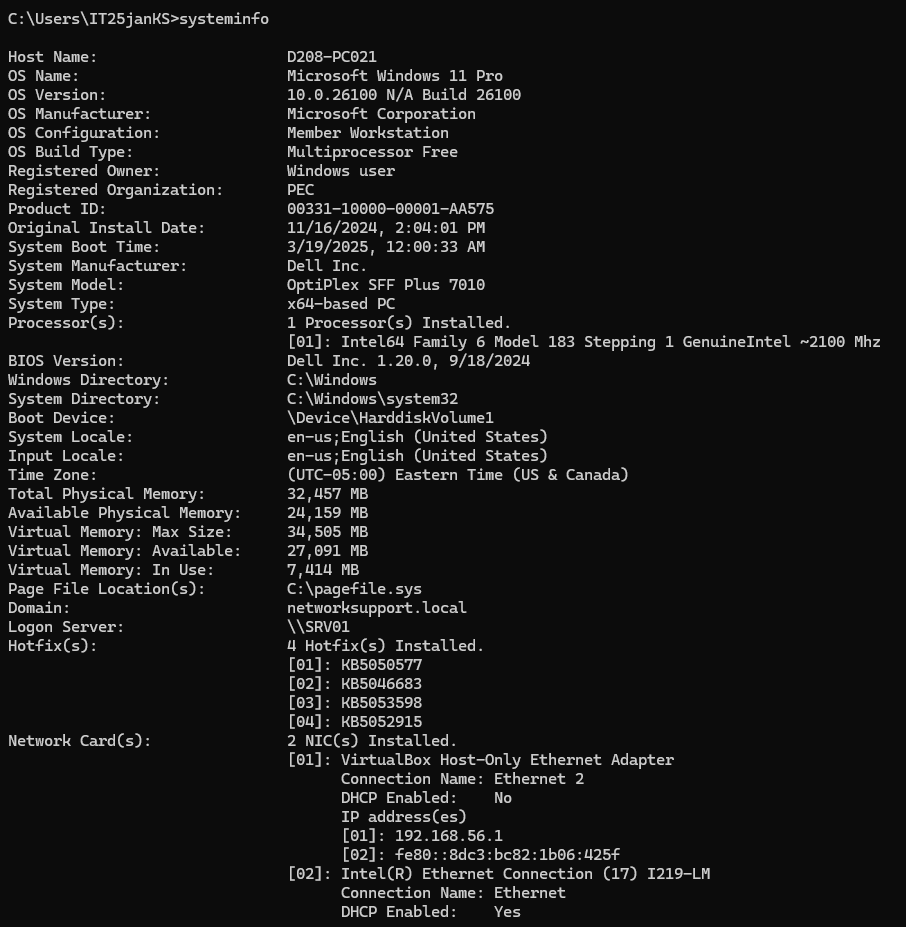 C:\Users\IT25janKS>systeminfo
Host Name: D208-PC021
OS Name: Microsoft Windows 11 Pro
OS Version: 10.0.26100 N/A Build 26100
OS Manufacturer: Microsoft Corporation
OS Configuration: Member Workstation
OS Build Type: Multiprocessor Free
Registered Owner: Windows user
Registered Organization: PEC
Product ID: 00331-10000-00001-AA575
Original Install Date: 11/16/2024, 2:04:01 PM
System Boot Time: 3/19/2025, 12:00:33 AM
System Manufacturer: Dell Inc.
System Model: OptiPlex SFF Plus 7010
System Type: x64-based PC
Processor(s): 1 Processor(s) Installed.
[01]: Intel64 Family 6 Model 183 Stepping 1 GenuineIntel ~2100 Mhz
BIOS Version: Dell Inc. 1.20.0, 9/18/2024
Windows Directory: C:\Windows
System Directory: C:\Windows\system32
Boot Device: \Device\HarddiskVolume1
System Locale: en-us;English (United States)
Input Locale: en-us;English (United States)
Time Zone: (UTC-05:00) Eastern Time (US & Canada)
Total Physical Memory: 32,457 MB
Available Physical Memory: 24,159 MB
Virtual Memory: Max Size: 34,505 MB
Virtual Memory: Available: 27,091 MB
Virtual Memory: In Use: 7,414 MB
Page File Location(s): C:\pagefile.sys
Domain: networksupport.local
Logon Server: \\SRV01
Hotfix(s): 4 Hotfix(s) Installed.
[01]: KB5050577
[02]: KB5046683
[03]: KB5053598
[04]: KB5052915
Network Card(s): 2 NIC(s) Installed.
[01]: VirtualBox Host-Only Ethernet Adapter
Connection Name: Ethernet 2
DHCP Enabled: No
IP address(es)
[01]: 192.168.56.1
[02]: fe80::8dc3:bc82:1b06:425f
[02]: Intel(R) Ethernet Connection (17) I219-LM
Connection Name: Ethernet
DHCP Enabled: Yes